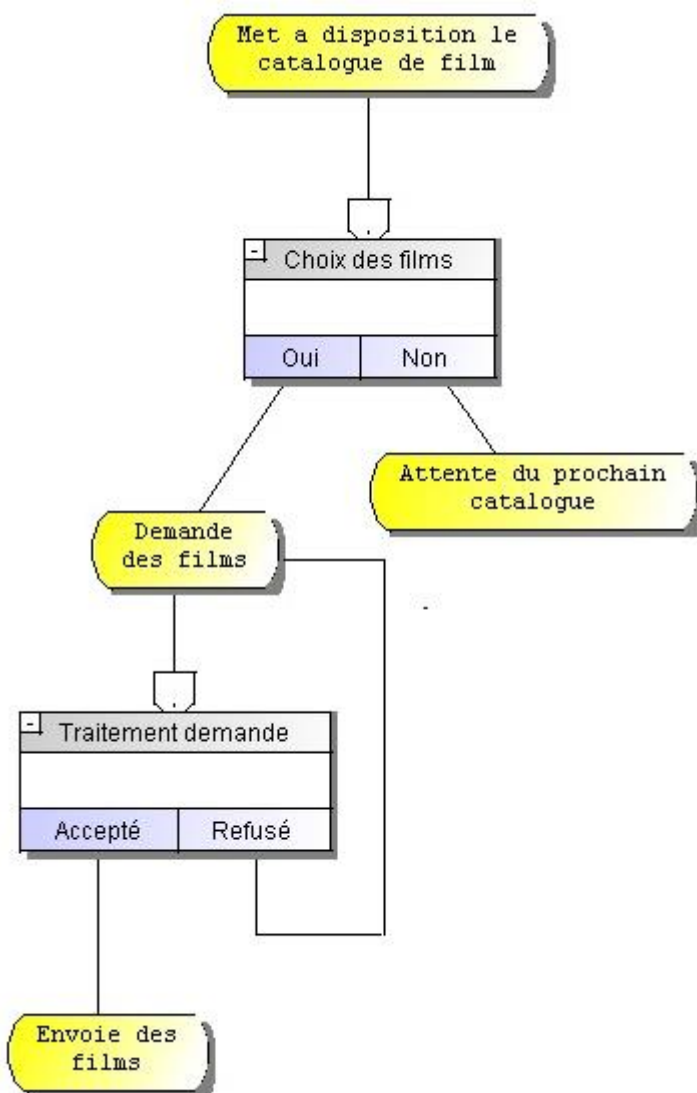 Met a disposition le
catalogue de film
Choix des films
Oui
Non
Attente du prochain
catalogue
Demande
des films
Traitement demande
Accepté
Refusé
Envoie des
films